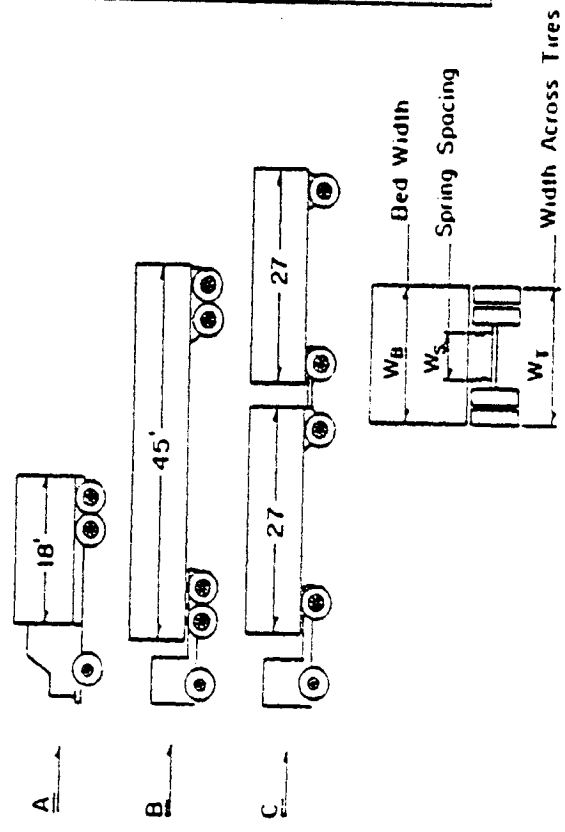 A
18'
B
45'
C
27
27
W_B
W_S
W_T
Bed Width
Spring Spacing
Width Across Tires